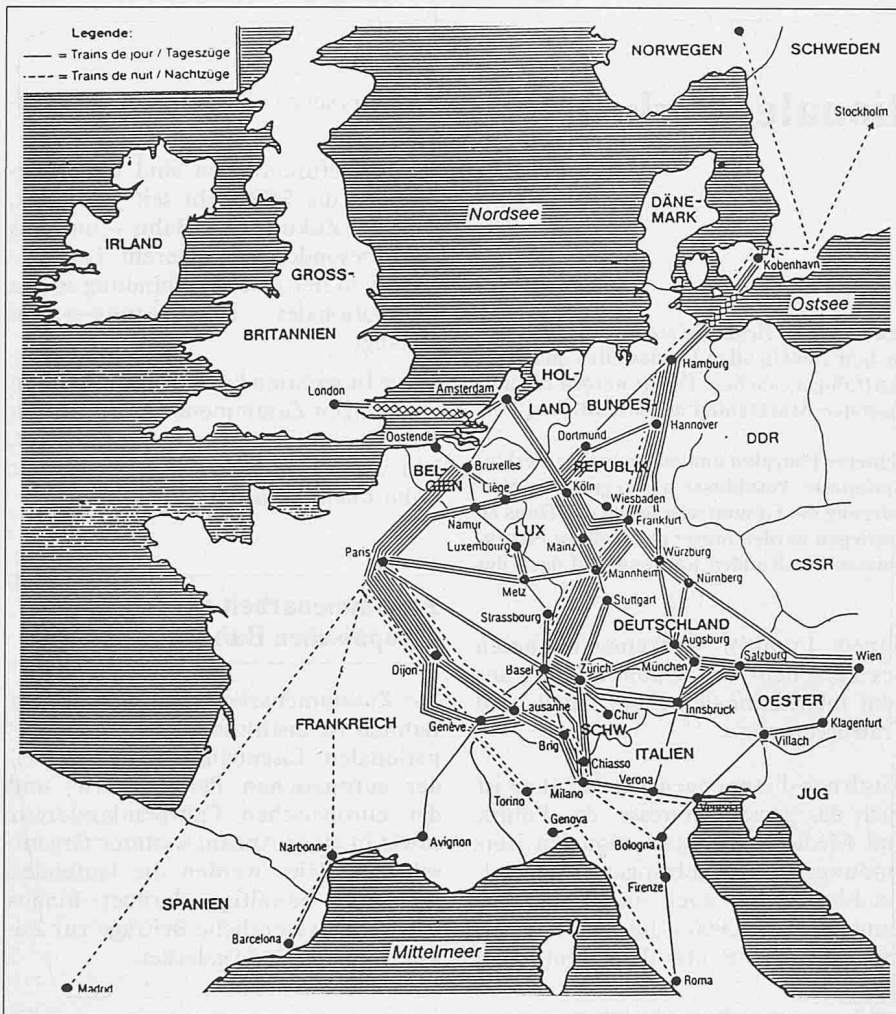 Legende:
= Trains de jour / Tageszüge
= Trains de nuit / Nachtzüge
NORWEGEN
SCHWEDEN
Stockholm
Nordsee
DÄNE-
MARK
IRLAND
København
GROSS-
Ostsee
BRITANNIEN
Hamburg
HOL-
London
Amsterdam
LAND
BUNDES
Hannover
Oostende
Dortmund
DDR
BEL-
GIEN
Bruxelles
REPUBLIK
Liège
Köln
Wiesbaden
Namur
Frankfurt
LUX
Paris
Luxembourg
Mainz
Würzburg
CSSR
Metz
Mannheim
Nürnberg
Stuttgart
Strassbourg
DEUTSCHLAND
Augsburg
Dijon
Basel
Zürich
München
Salzburg
Wien
FRANKREICH
Lausanne
Innsbruck
OESTER
Genève
Chur
SCHW.
Klagenfurt
Brig
Villach
ITALIEN
Chiasso
Verona
Milano
JUG
Torino
Venezia
Genova
Avignon
Bologna
Narbonne
Firenze
SPANIEN
Barcelona
Mittelmeer
Madrid
Roma